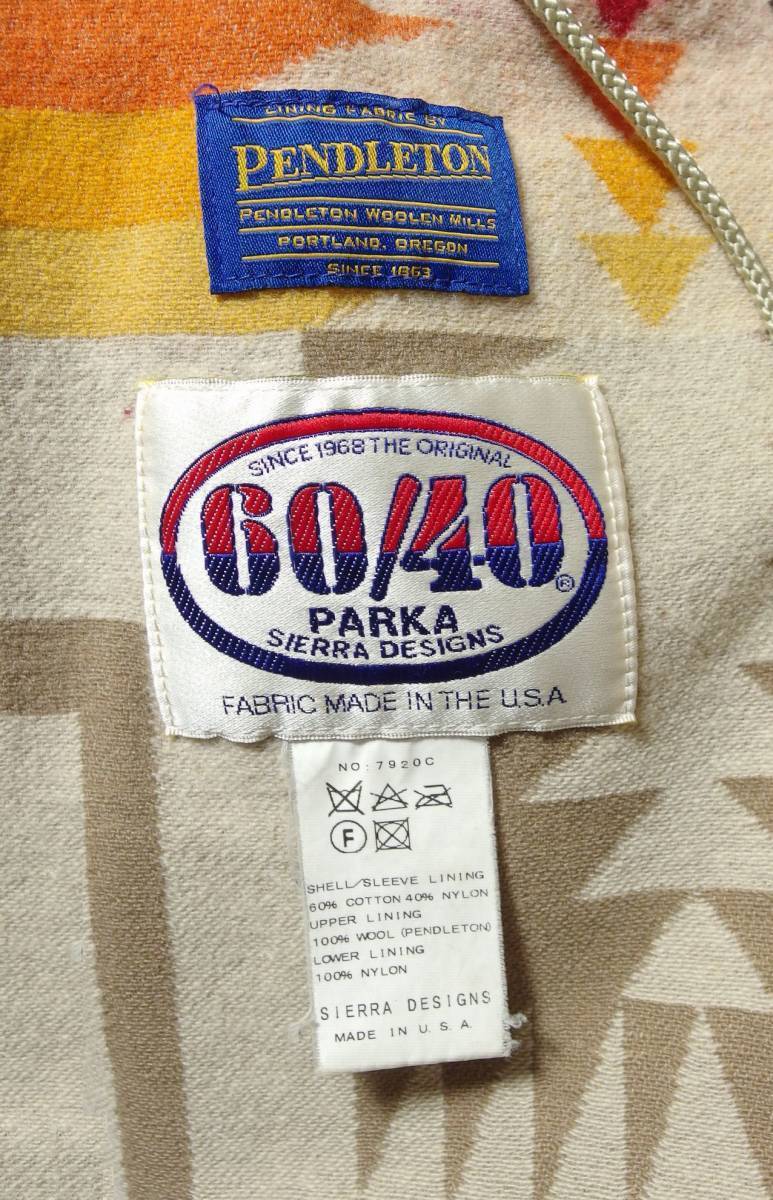 LINING FABRIC BY
PENDLETON
PENDLETON WOOLEN MILLS
PORTLAND, OREGON
SINCE 1863
SINCE 1968 THE ORIGINAL
60/40®
PARKA
SIERRA DESIGNS
FABRIC MADE IN THE U.S.A
NO:7920C
F
SHELL/SLEEVE LINING
60% COTTON 40% NYLON
UPPER LINING
100% WOOL (PENDLETON)
LOWER LINING
100% NYLON
SIERRA DESIGNS
MADE IN U.S.A.